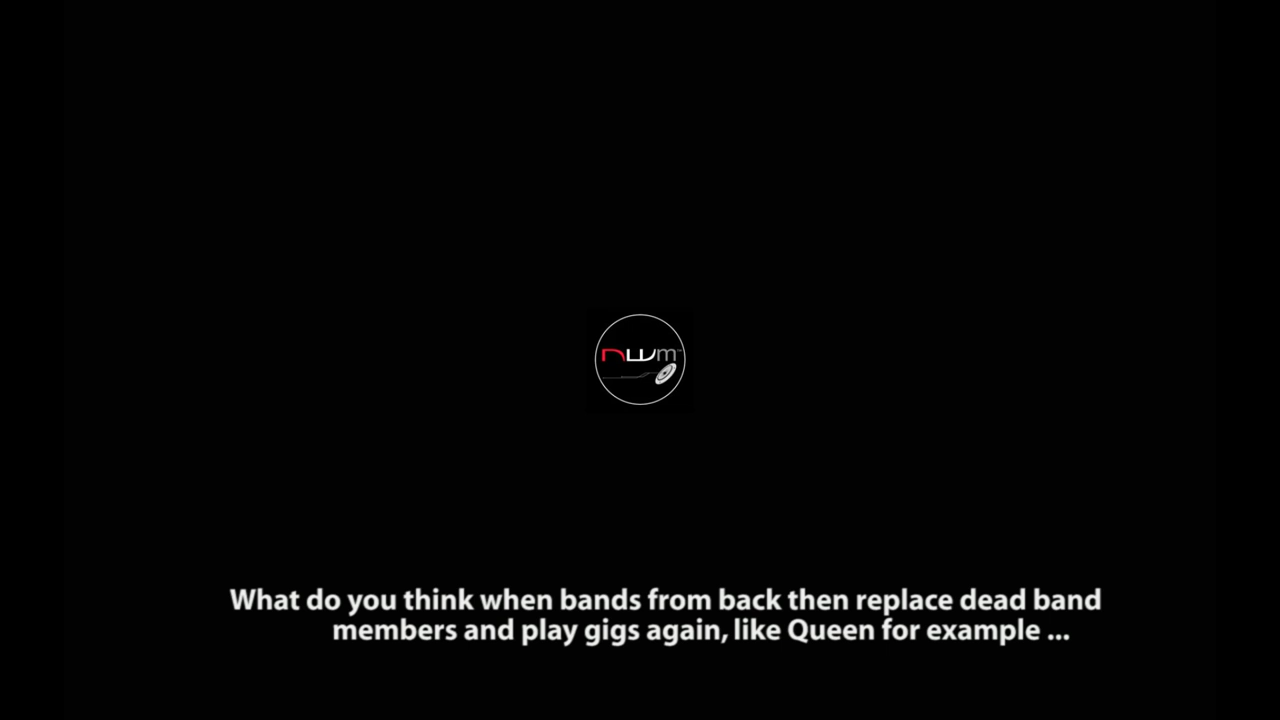 nwm™
What do you think when bands from back then replace dead band
members and play gigs again, like Queen for example ...